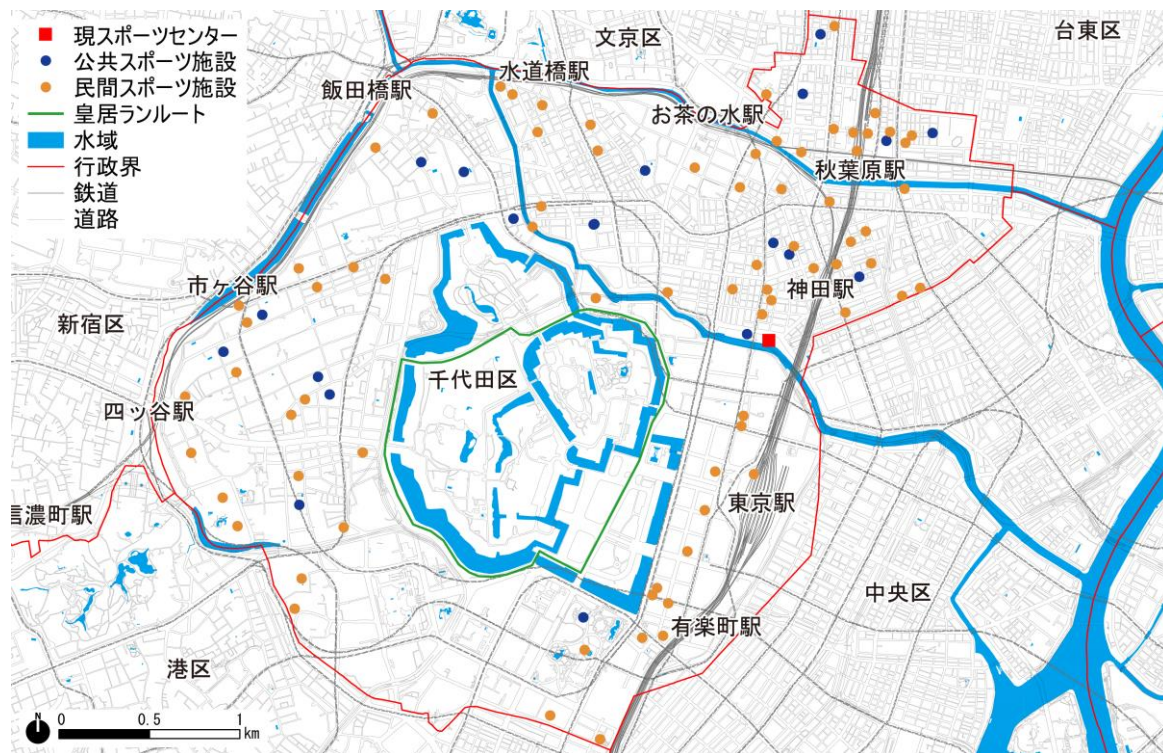 現スポーツセンター
公共スポーツ施設
民間スポーツ施設
皇居ランルート
水域
行政界
鉄道
道路
文京区
台東区
水道橋駅
飯田橋駅
お茶の水駅
秋葉原駅
市ヶ谷駅
神田駅
新宿区
千代田区
四ッ谷駅
東京駅
信濃町駅
中央区
有楽町駅
港区
N
0 0.5 1
km